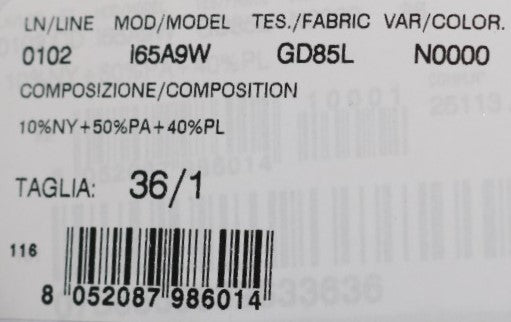 LN/LINE MOD/MODEL TES./FABRIC VAR/COLOR.
0102 I65A9W GD85L N0000
COMPOSIZIONE/COMPOSITION
10%NY+50%PA+40%PL
TAGLIA: 36/1
116
8 052087 986014